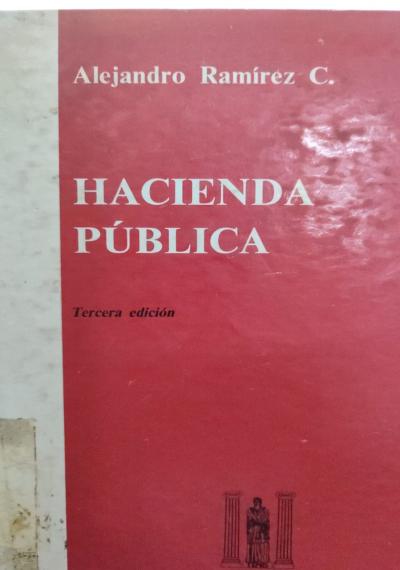 Alejandro Ramírez C.
HACIENDA
PÚBLICA
Tercera edición